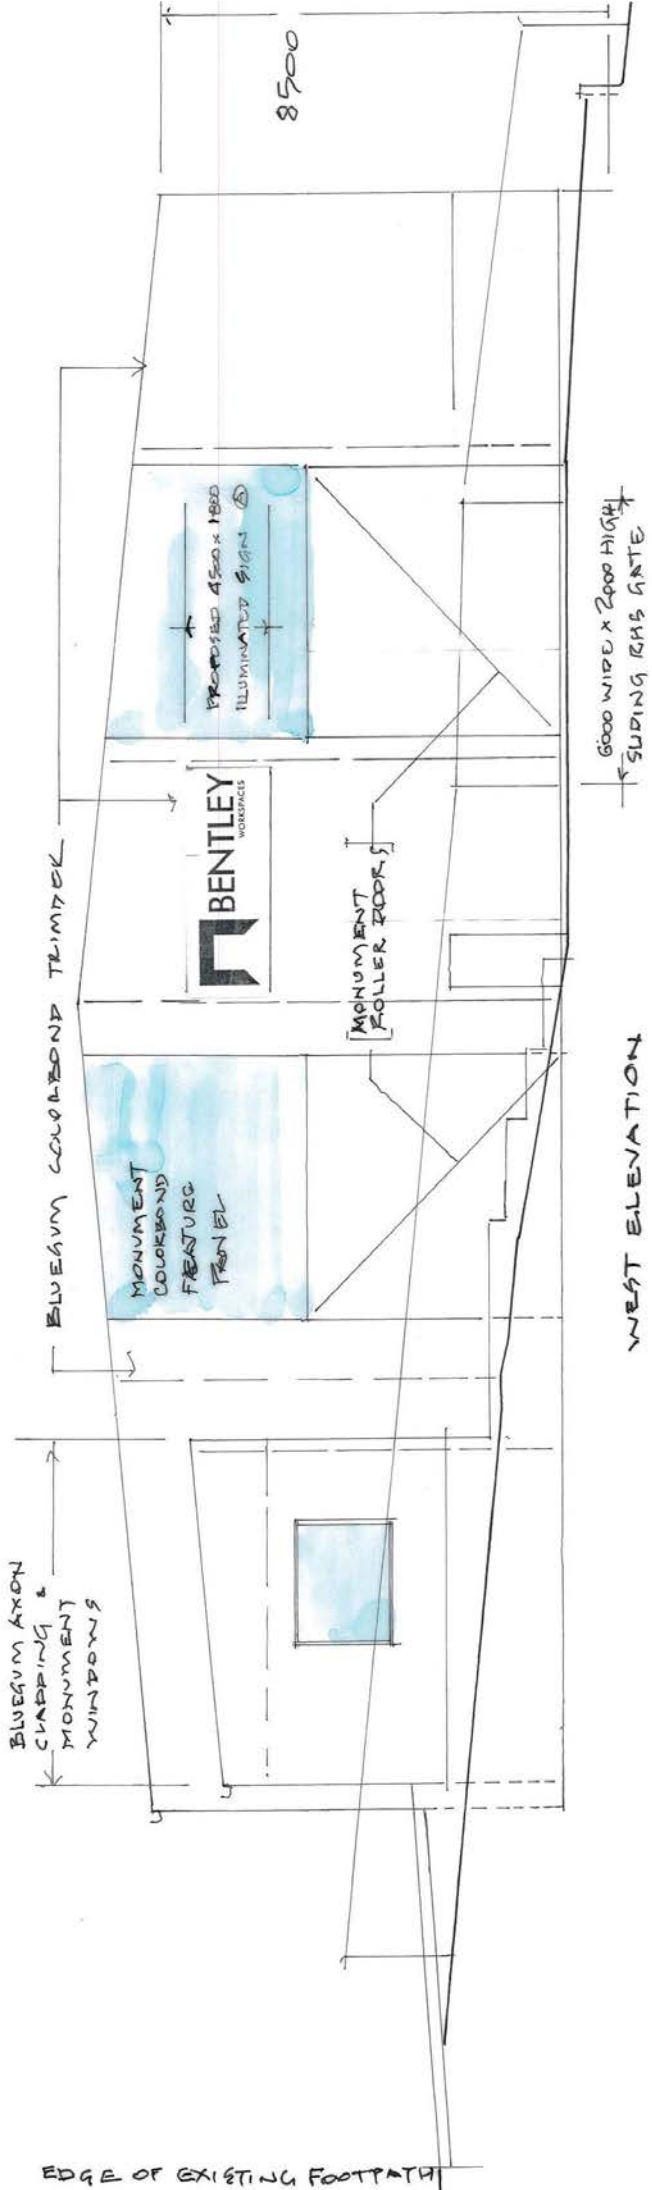 BLUEGUM AXON
CLADDING &
MONUMENT
WINDOWS
BLUEGUM COLORBOND TRIMDEK
8500
MONUMENT
COLORBOND
FEATURE
PANEL
BENTLEY
WORKSPACES
PROPOSED 4500 x 1800
ILLUMINATED SIGN
MONUMENT
ROLLER DOORS
6000 WIDE x 2000 HIGH
SLIDING RHS GATE
WEST ELEVATION
EDGE OF EXISTING FOOTPATH